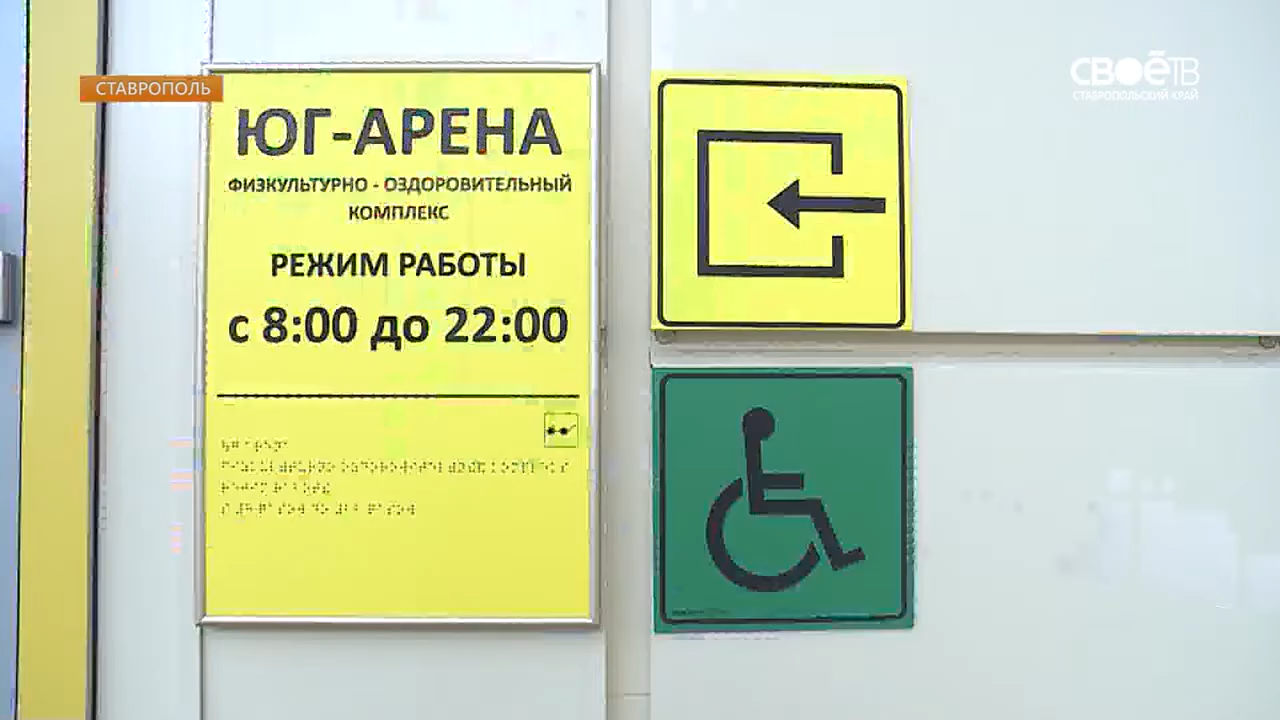 СТАВРОПОЛЬ
СВОЁТВ
СТАВРОПОЛЬСКИЙ КРАЙ
ЮГ-АРЕНА
ФИЗКУЛЬТУРНО - ОЗДОРОВИТЕЛЬНЫЙ
КОМПЛЕКС
РЕЖИМ РАБОТЫ
с 8:00 до 22:00